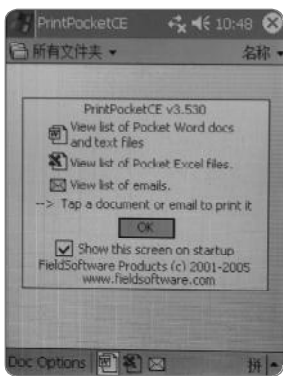 PrintPocketCE 10:48
所有文件夹 名称
PrintPocketCE v3.530
View list of Pocket Word docs
and text files
View list of Pocket Excel files.
View list of emails.
--> Tap a document or email to print it
OK
Show this screen on startup
FieldSoftware Products (c) 2001-2005
www.fieldsoftware.com
Doc Options 拼